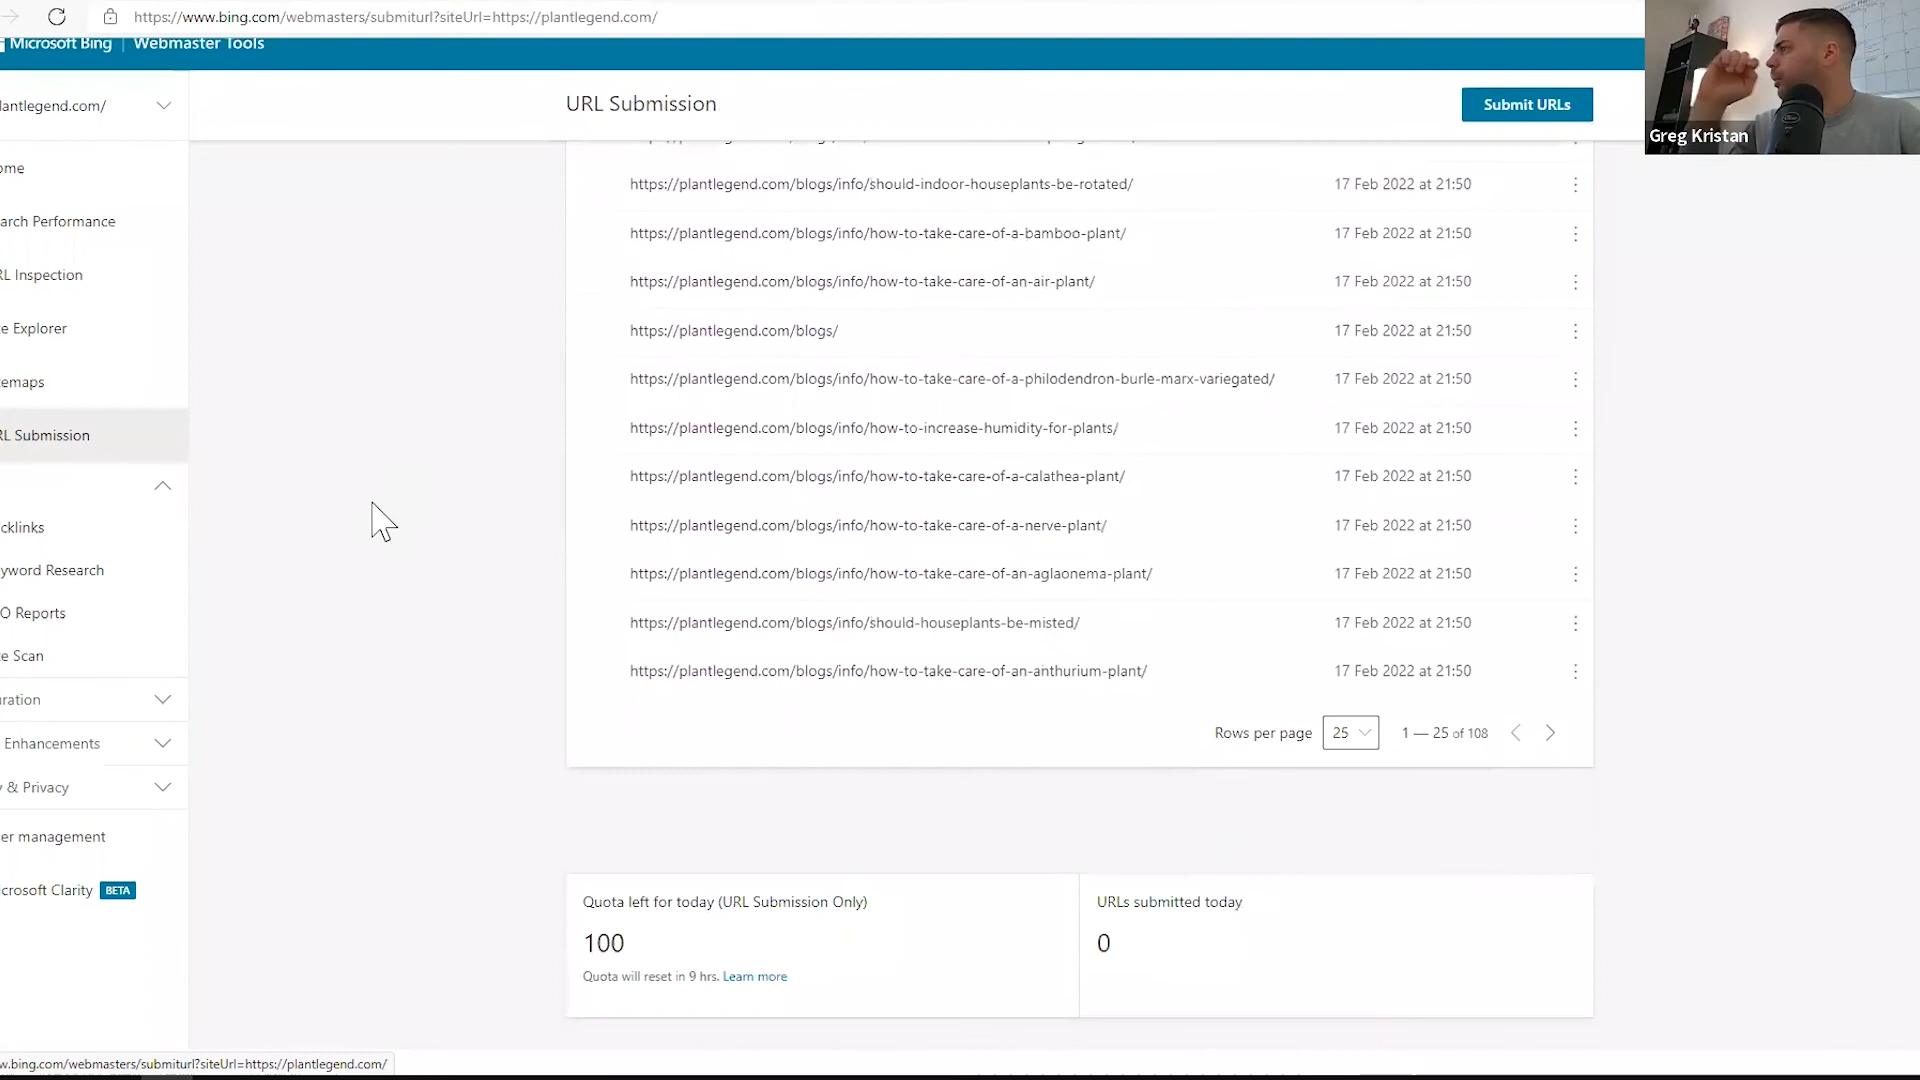 https://www.bing.com/webmasters/submiturl?siteUrl=https://plantlegend.com/
Microsoft Bing | Webmaster Tools
Greg Kristan
lantlegend.com/
URL Submission
Submit URLs
ome
arch Performance
RL Inspection
te Explorer
temaps
RL Submission
cklinks
yword Research
O Reports
te Scan
uration
Enhancements
y & Privacy
er management
crosoft Clarity BETA
https://plantlegend.com/blogs/info/should-indoor-houseplants-be-rotated/ 17 Feb 2022 at 21:50
https://plantlegend.com/blogs/info/how-to-take-care-of-a-bamboo-plant/ 17 Feb 2022 at 21:50
https://plantlegend.com/blogs/info/how-to-take-care-of-an-air-plant/ 17 Feb 2022 at 21:50
https://plantlegend.com/blogs/ 17 Feb 2022 at 21:50
https://plantlegend.com/blogs/info/how-to-take-care-of-a-philodendron-burle-marx-variegated/ 17 Feb 2022 at 21:50
https://plantlegend.com/blogs/info/how-to-increase-humidity-for-plants/ 17 Feb 2022 at 21:50
https://plantlegend.com/blogs/info/how-to-take-care-of-a-calathea-plant/ 17 Feb 2022 at 21:50
https://plantlegend.com/blogs/info/how-to-take-care-of-a-nerve-plant/ 17 Feb 2022 at 21:50
https://plantlegend.com/blogs/info/how-to-take-care-of-an-aglaonema-plant/ 17 Feb 2022 at 21:50
https://plantlegend.com/blogs/info/should-houseplants-be-misted/ 17 Feb 2022 at 21:50
https://plantlegend.com/blogs/info/how-to-take-care-of-an-anthurium-plant/ 17 Feb 2022 at 21:50
Rows per page 25 1 — 25 of 108
Quota left for today (URL Submission Only)
100
Quota will reset in 9 hrs. Learn more
URLs submitted today
0
w.bing.com/webmasters/submiturl?siteUrl=https://plantlegend.com/